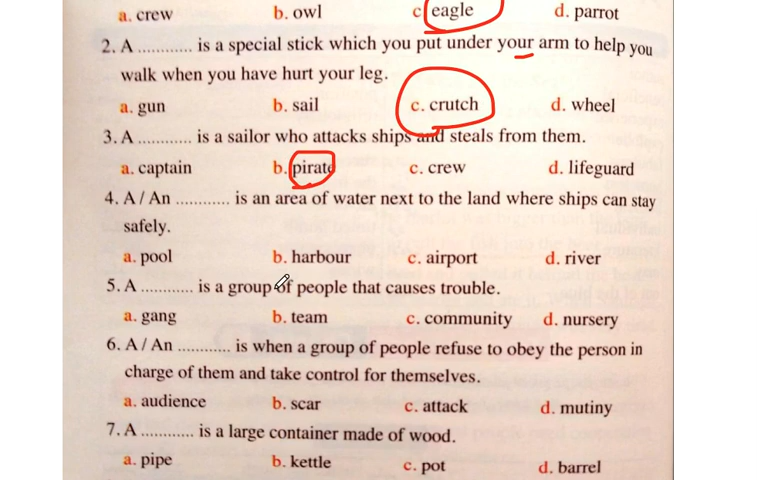 a. crew b. owl c eagle d. parrot
2. A ............ is a special stick which you put under your arm to help you
walk when you have hurt your leg.
a. gun b. sail c. crutch d. wheel
3. A ............ is a sailor who attacks ships and steals from them.
a. captain b. pirate c. crew d. lifeguard
4. A / An ............ is an area of water next to the land where ships can stay
safely.
a. pool b. harbour c. airport d. river
5. A ............ is a group of people that causes trouble.
a. gang b. team c. community d. nursery
6. A / An ............ is when a group of people refuse to obey the person in
charge of them and take control for themselves.
a. audience b. scar c. attack d. mutiny
7. A ............ is a large container made of wood.
a. pipe b. kettle c. pot d. barrel